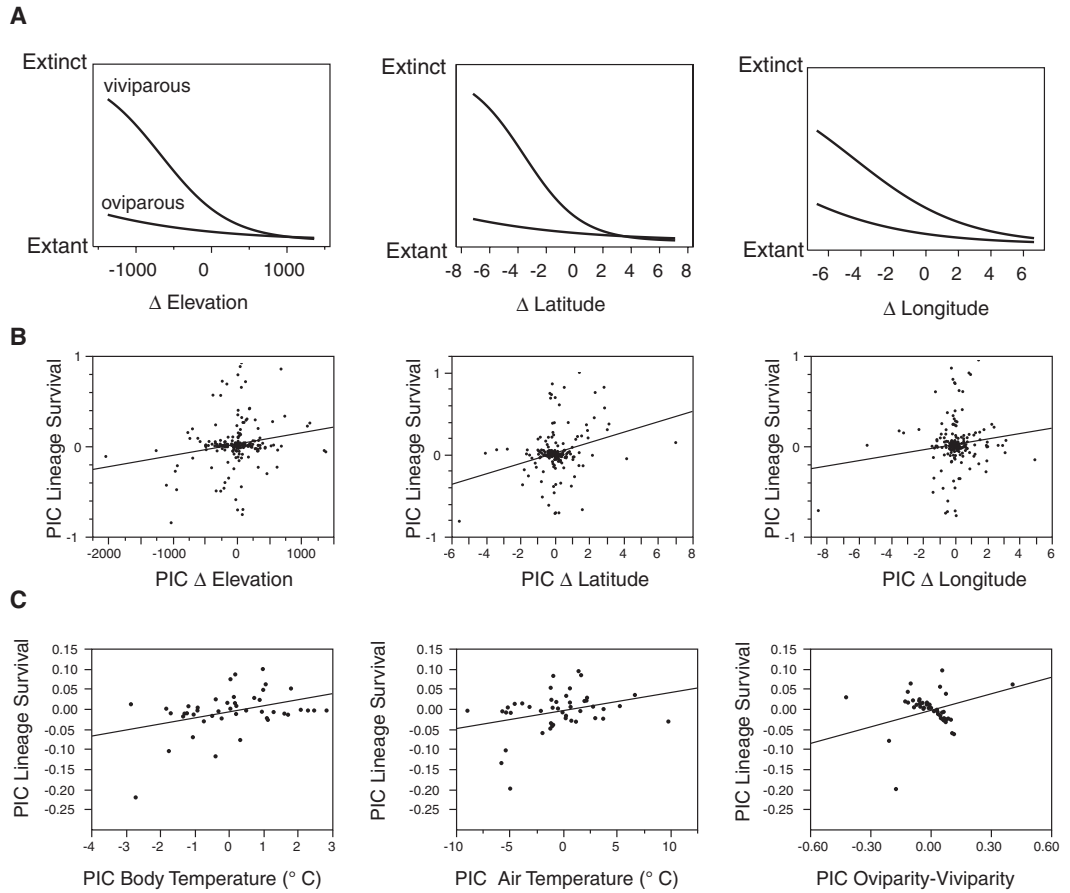 A
Extinct
viviparous
oviparous
Extant
-1000 0 1000
Δ Elevation
Extinct
Extant
-8 -6 -4 -2 0 2 4 6 8
Δ Latitude
Extinct
Extant
-6 -4 -2 0 2 4 6
Δ Longitude
B
PIC Lineage Survival
1
0
-1
-2000 -1000 0 1000
PIC Δ Elevation
PIC Lineage Survival
1
0
-1
-6 -4 -2 0 2 4 6 8
PIC Δ Latitude
PIC Lineage Survival
1
0
-1
-8 -6 -4 -2 0 2 4 6
PIC Δ Longitude
C
PIC Lineage Survival
0.15
0.10
0.05
0.00
-0.05
-0.10
-0.15
-0.20
-0.25
-4 -3 -2 -1 0 1 2 3
PIC Body Temperature (° C)
PIC Lineage Survival
0.15
0.10
0.05
0.00
-0.05
-0.10
-0.15
-0.20
-0.25
-10 -5 0 5 10
PIC Air Temperature (° C)
PIC Lineage Survival
0.15
0.10
0.05
0.00
-0.05
-0.10
-0.15
-0.20
-0.25
-0.60 -0.30 0.00 0.30 0.60
PIC Oviparity-Viviparity